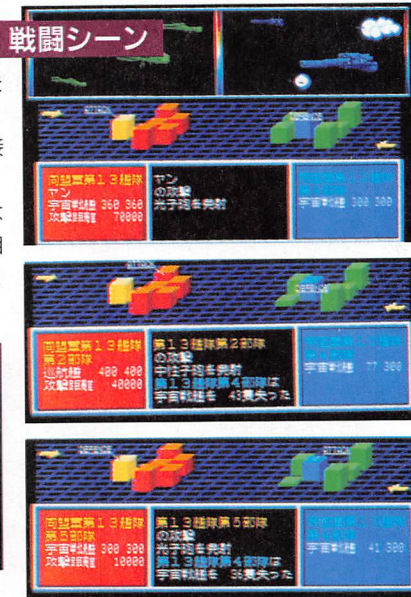 戦闘シーン
ATTACK
DEFENCE
同盟軍第13艦隊
ヤン
宇宙戦艦 360 360
攻撃目標距離 70000
ヤン
の攻撃
光子砲を発射
宇宙戦艦 300 300
ATTACK
DEFENCE
同盟軍第13艦隊
第2部隊
巡航艦 400 400
40000
第13艦隊第2部隊
の攻撃
中性子砲を発射
第13艦隊第4部隊は
宇宙戦艦を 43隻失った
宇宙戦艦 77 300
DEFENCE
ATTACK
同盟軍第13艦隊
第5部隊
宇宙戦艦 300 300
10000
第13艦隊第5部隊
の攻撃
光子砲を発射
第13艦隊第4部隊は
宇宙戦艦を 36隻失った
宇宙戦艦 41 300